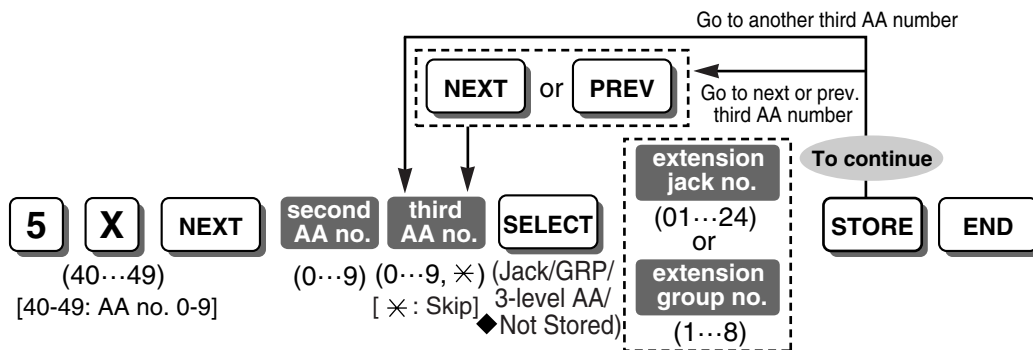 Go to another third AA number
NEXT or PREV
Go to next or prev.
third AA number
To continue
5 X NEXT
second
AA no.
third
AA no.
SELECT
extension
jack no.
(01···24)
or
extension
group no.
(1···8)
STORE END
(40···49)
[40-49: AA no. 0-9]
(0···9)
(0···9, ✳)
[ ✳ : Skip]
(Jack/GRP/
3-level AA/
◆Not Stored)